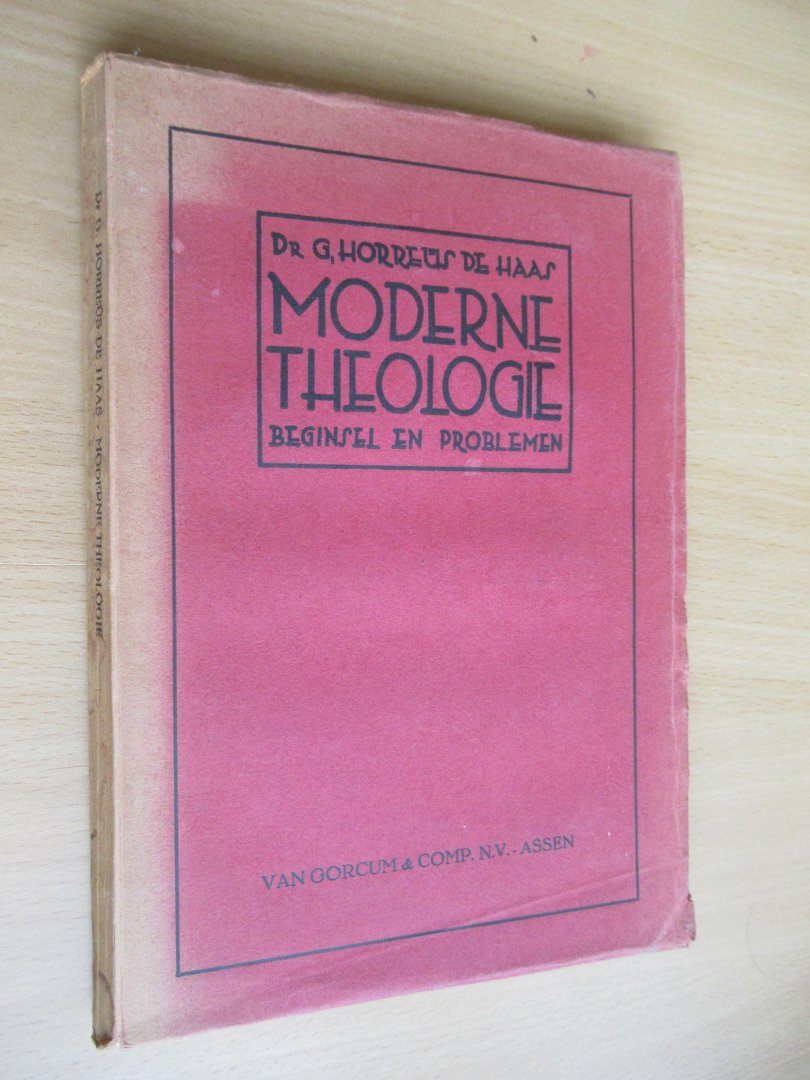 Dr G. HORREÜS DE HAAS - MODERNE THEOLOGIE
DR G, HORREÜS DE HAAS
MODERNE
THEOLOGIE
BEGINSEL EN PROBLEMEN
VAN GORCUM & COMP. N.V. - ASSEN